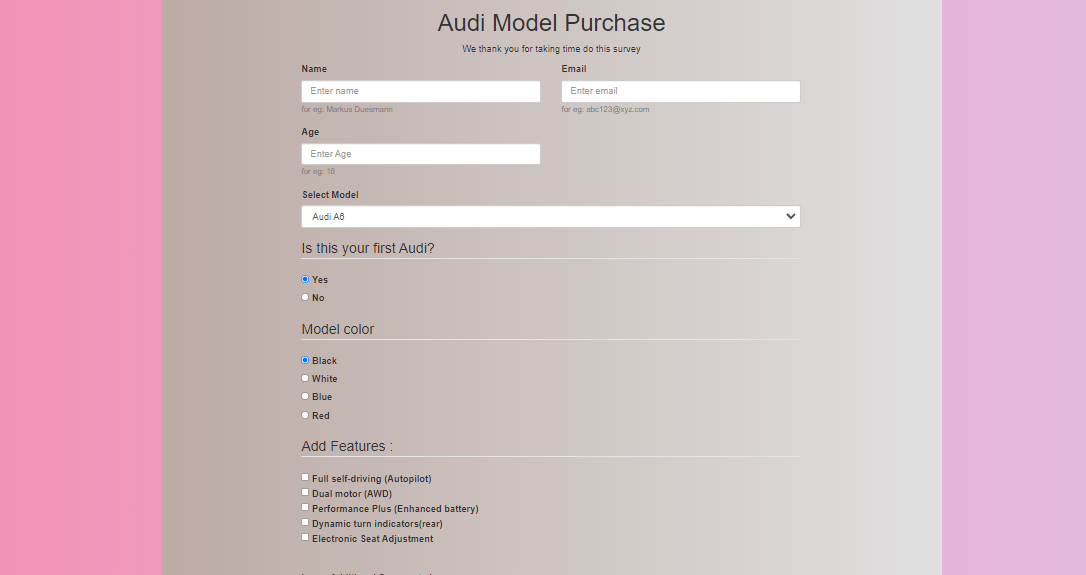 Audi Model Purchase
We thank you for taking time do this survey
Name Email
Enter name Enter email
for eg: Markus Duesmann for eg: abc123@xyz.com
Age
Enter Age
for eg: 18
Select Model
Audi A6
Is this your first Audi?
Yes
No
Model color
Black
White
Blue
Red
Add Features :
Full self-driving (Autopilot)
Dual motor (AWD)
Performance Plus (Enhanced battery)
Dynamic turn indicators(rear)
Electronic Seat Adjustment